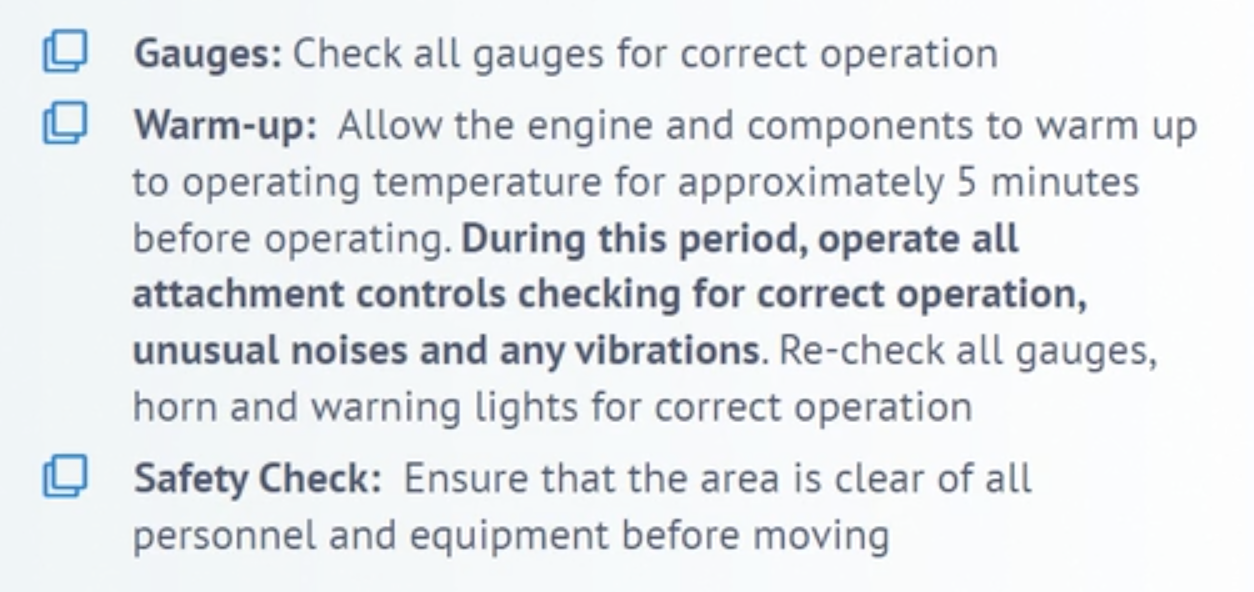 Gauges: Check all gauges for correct operation
Warm-up: Allow the engine and components to warm up
to operating temperature for approximately 5 minutes
before operating. During this period, operate all
attachment controls checking for correct operation,
unusual noises and any vibrations. Re-check all gauges,
horn and warning lights for correct operation
Safety Check: Ensure that the area is clear of all
personnel and equipment before moving